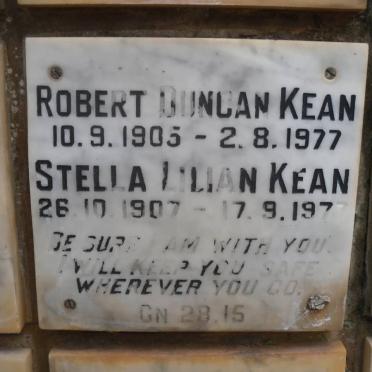 ROBERT DUNCAN KEAN
10.9.1905 – 2.8.1977
STELLA LILIAN KEAN
26.10.1907 – 17.9.197
BE SURE I AM WITH YOU.
I WILL KEEP YOU SAFE
WHEREVER YOU GO.
GN 28.15